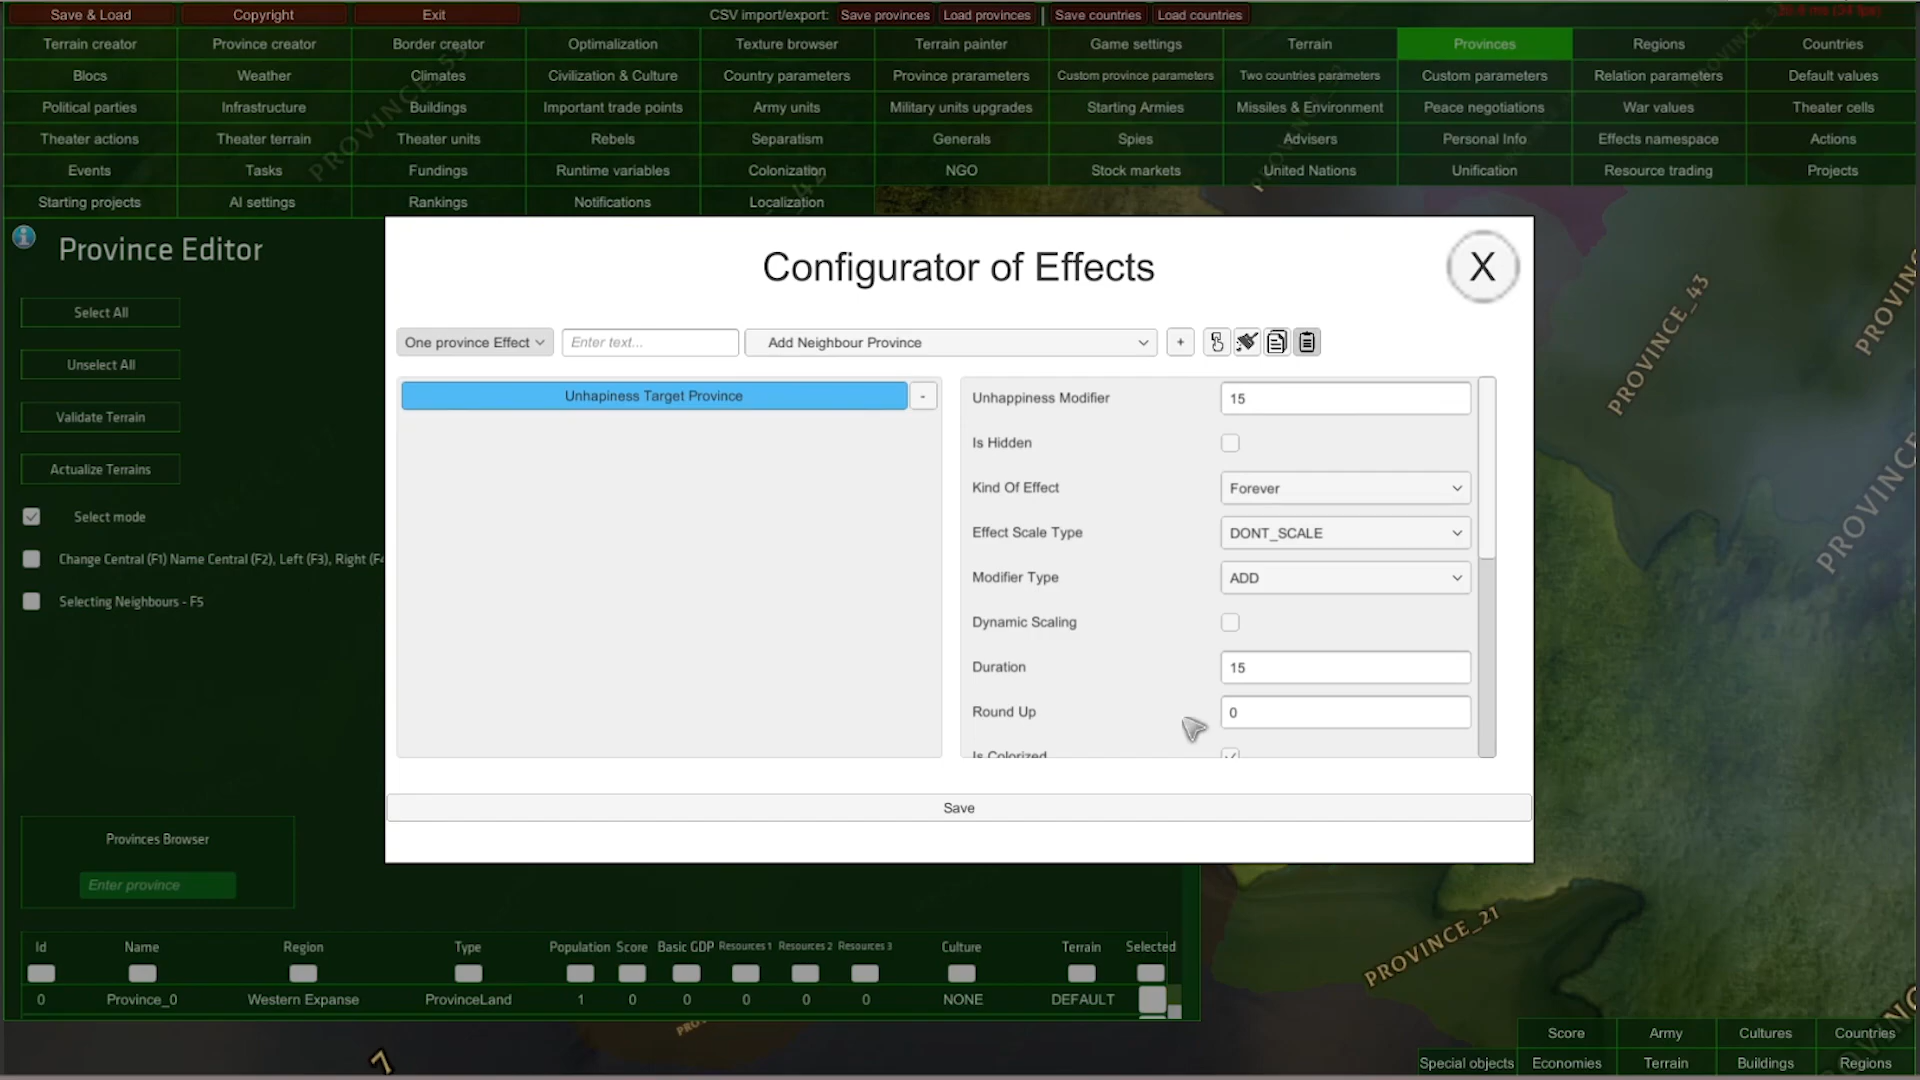 Save & Load Copyright Exit CSV import/export: Save provinces Load provinces | Save countries Load countries
Terrain creator Province creator Border creator Optimalization Texture browser Terrain painter Game settings Terrain Provinces Regions Countries
Blocs Weather Climates Civilization & Culture Country parameters Province prarameters Custom province parameters Two countries parameters Custom parameters Relation parameters Default values
Political parties Infrastructure Buildings Important trade points Army units Military units upgrades Starting Armies Missiles & Environment Peace negotiations War values Theater cells
Theater actions Theater terrain Theater units Rebels Separatism Generals Spies Advisers Personal Info Effects namespace Actions
Events Tasks Fundings Runtime variables Colonization NGO Stock markets United Nations Unification Resource trading Projects
Starting projects AI settings Rankings Notifications Localization
Province Editor
Select All
Unselect All
Validate Terrain
Actualize Terrains
Select mode
Change Central (F1) Name Central (F2), Left (F3), Right (F4
Selecting Neighbours - F5
Configurator of Effects
X
One province Effect Enter text... Add Neighbour Province +
Unhapiness Target Province -
Unhappiness Modifier 15
Is Hidden
Kind Of Effect Forever
Effect Scale Type DONT_SCALE
Modifier Type ADD
Dynamic Scaling
Duration 15
Round Up 0
Is Colorized
Save
PROVINCE_43
PROVINCE_21
Provinces Browser
Enter province
Id Name Region Type Population Score Basic GDP Resources 1 Resources 2 Resources 3 Culture Terrain Selected
0 Province_0 Western Expanse ProvinceLand 1 0 0 0 0 0 NONE DEFAULT
7
Score Army Cultures Countries
Special objects Economies Terrain Buildings Regions